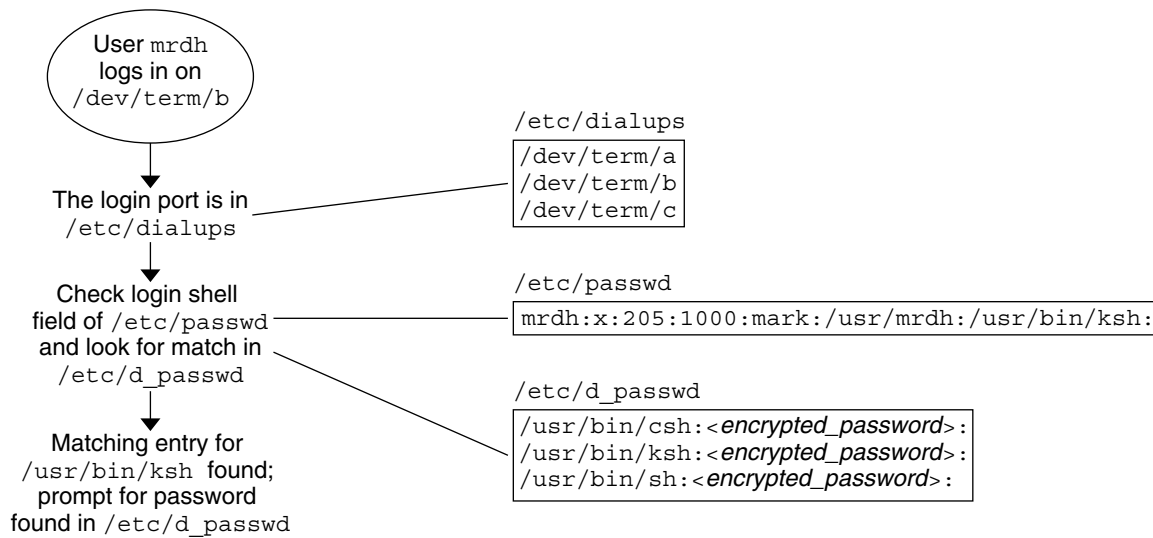 User mrdh
logs in on
/dev/term/b
The login port is in
/etc/dialups
Check login shell
field of /etc/passwd
and look for match in
/etc/d_passwd
Matching entry for
/usr/bin/ksh found;
prompt for password
found in /etc/d_passwd
/etc/dialups
/dev/term/a
/dev/term/b
/dev/term/c
/etc/passwd
mrdh:x:205:1000:mark:/usr/mrdh:/usr/bin/ksh:
/etc/d_passwd
/usr/bin/csh:<encrypted_password>:
/usr/bin/ksh:<encrypted_password>:
/usr/bin/sh:<encrypted_password>: